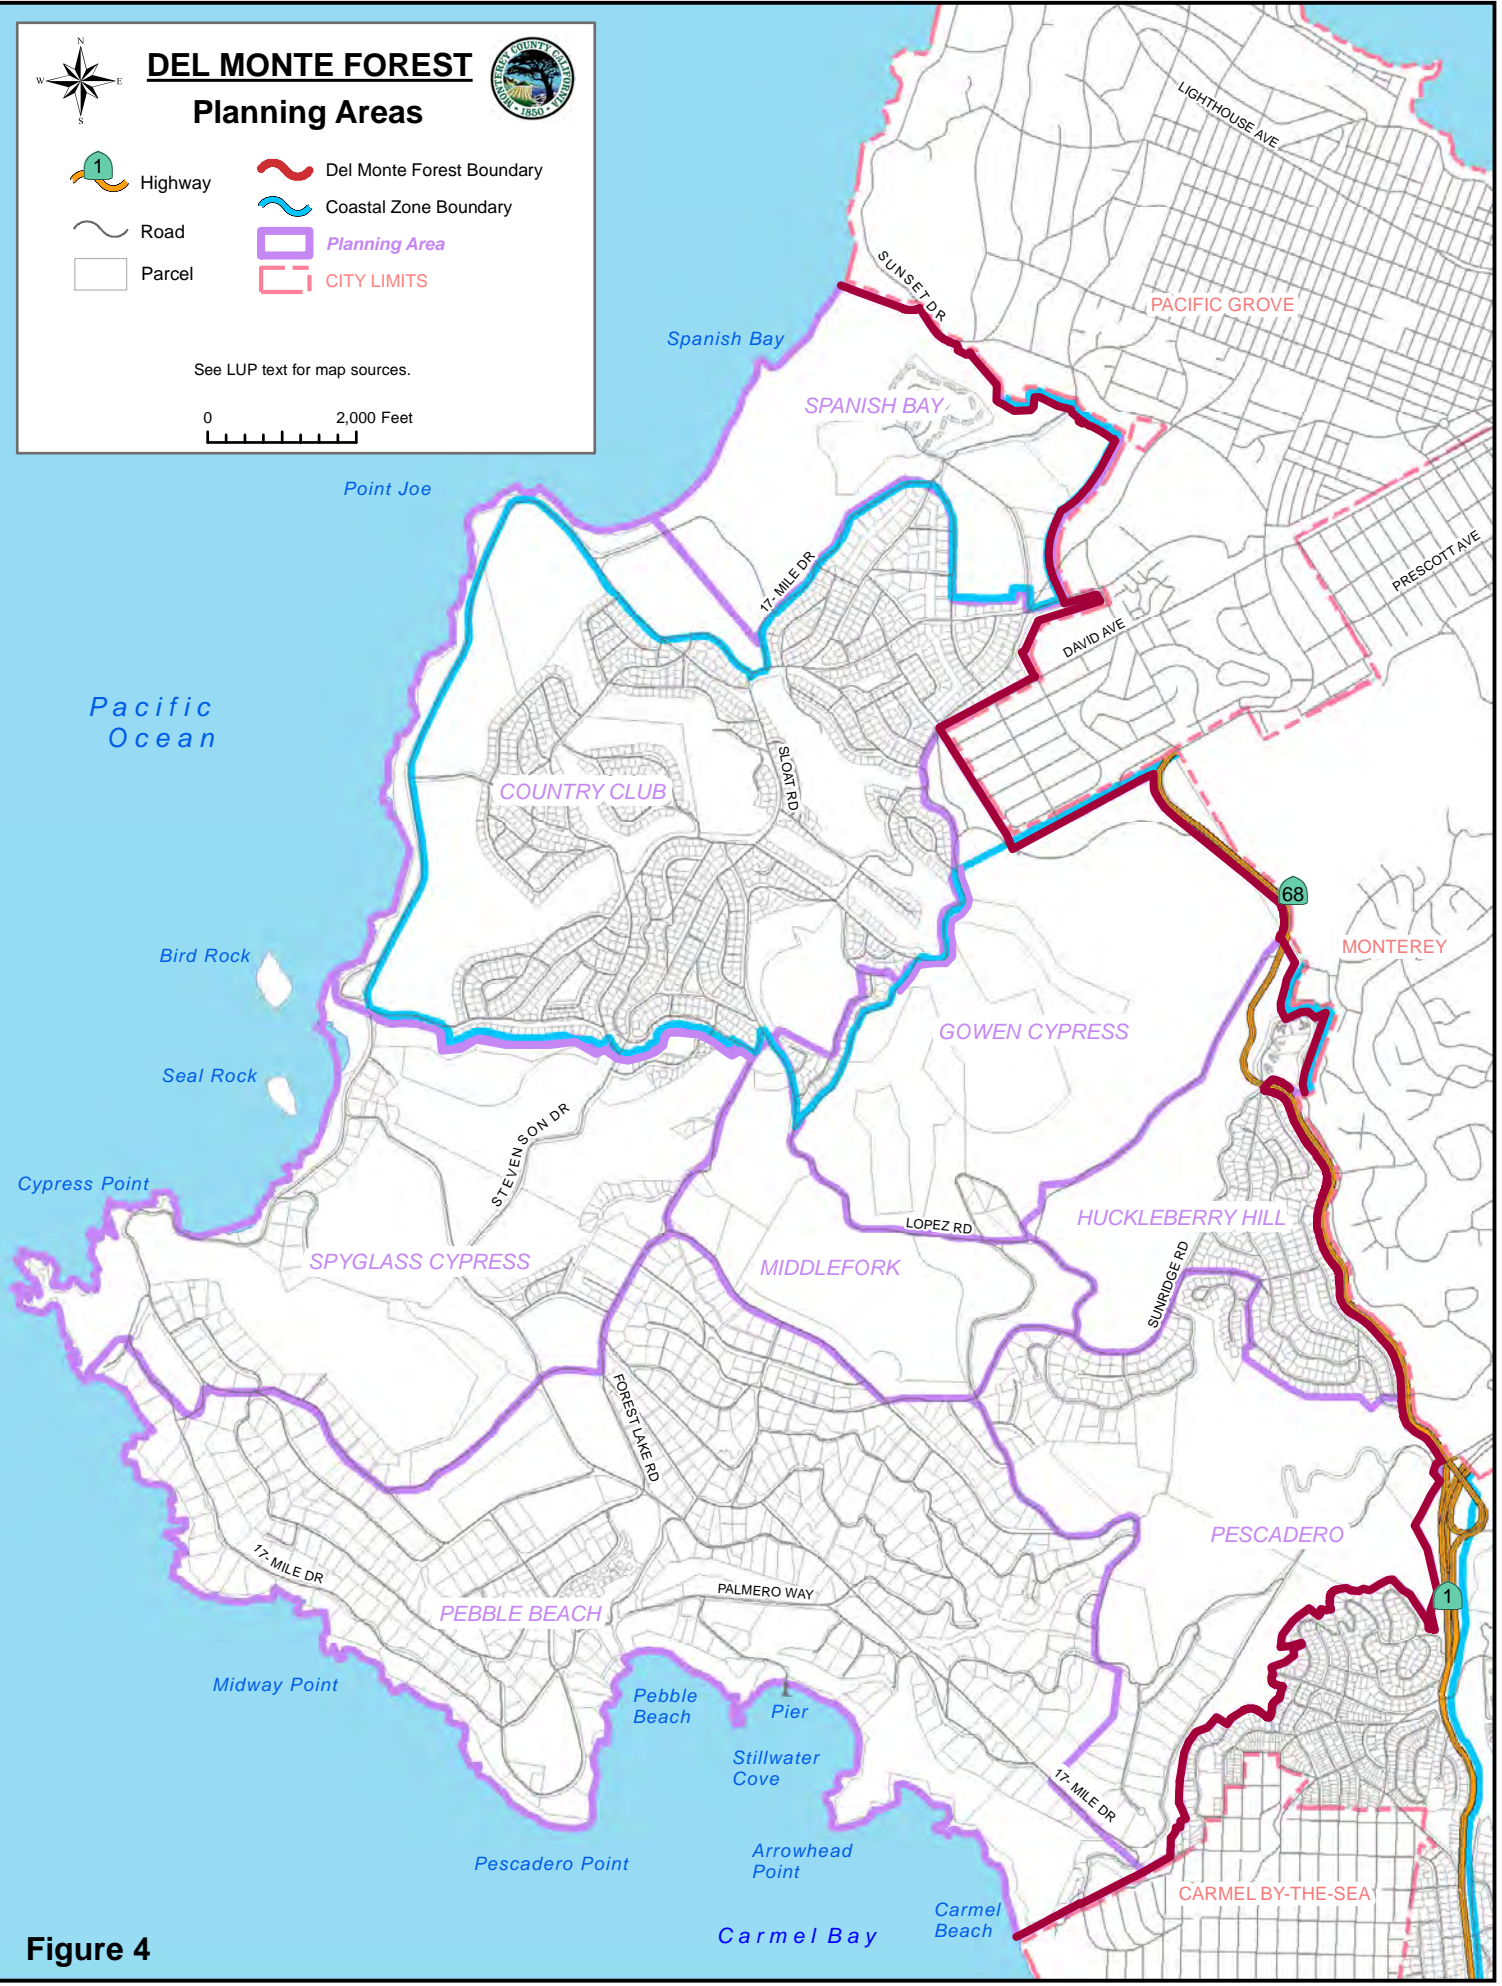 DEL MONTE FOREST
Planning Areas
N
W
E
S
MONTEREY COUNTY CALIFORNIA
1850
1
Highway
Road
Parcel
Del Monte Forest Boundary
Coastal Zone Boundary
Planning Area
CITY LIMITS
See LUP text for map sources.
0
2,000 Feet
LIGHTHOUSE AVE
SUNSET DR
PACIFIC GROVE
Spanish Bay
SPANISH BAY
Point Joe
PRESCOTT AVE
17- MILE DR
DAVID AVE
Pacific
Ocean
SLOAT RD
COUNTRY CLUB
68
MONTEREY
Bird Rock
GOWEN CYPRESS
Seal Rock
STEVENSON DR
Cypress Point
LOPEZ RD
HUCKLEBERRY HILL
SPYGLASS CYPRESS
MIDDLEFORK
SUNRIDGE RD
FOREST LAKE RD
PESCADERO
17- MILE DR
PALMERO WAY
1
PEBBLE BEACH
Midway Point
Pebble
Beach
Pier
Stillwater
Cove
17- MILE DR
Pescadero Point
Arrowhead
Point
CARMEL BY-THE-SEA
Carmel
Beach
Carmel Bay
Figure 4